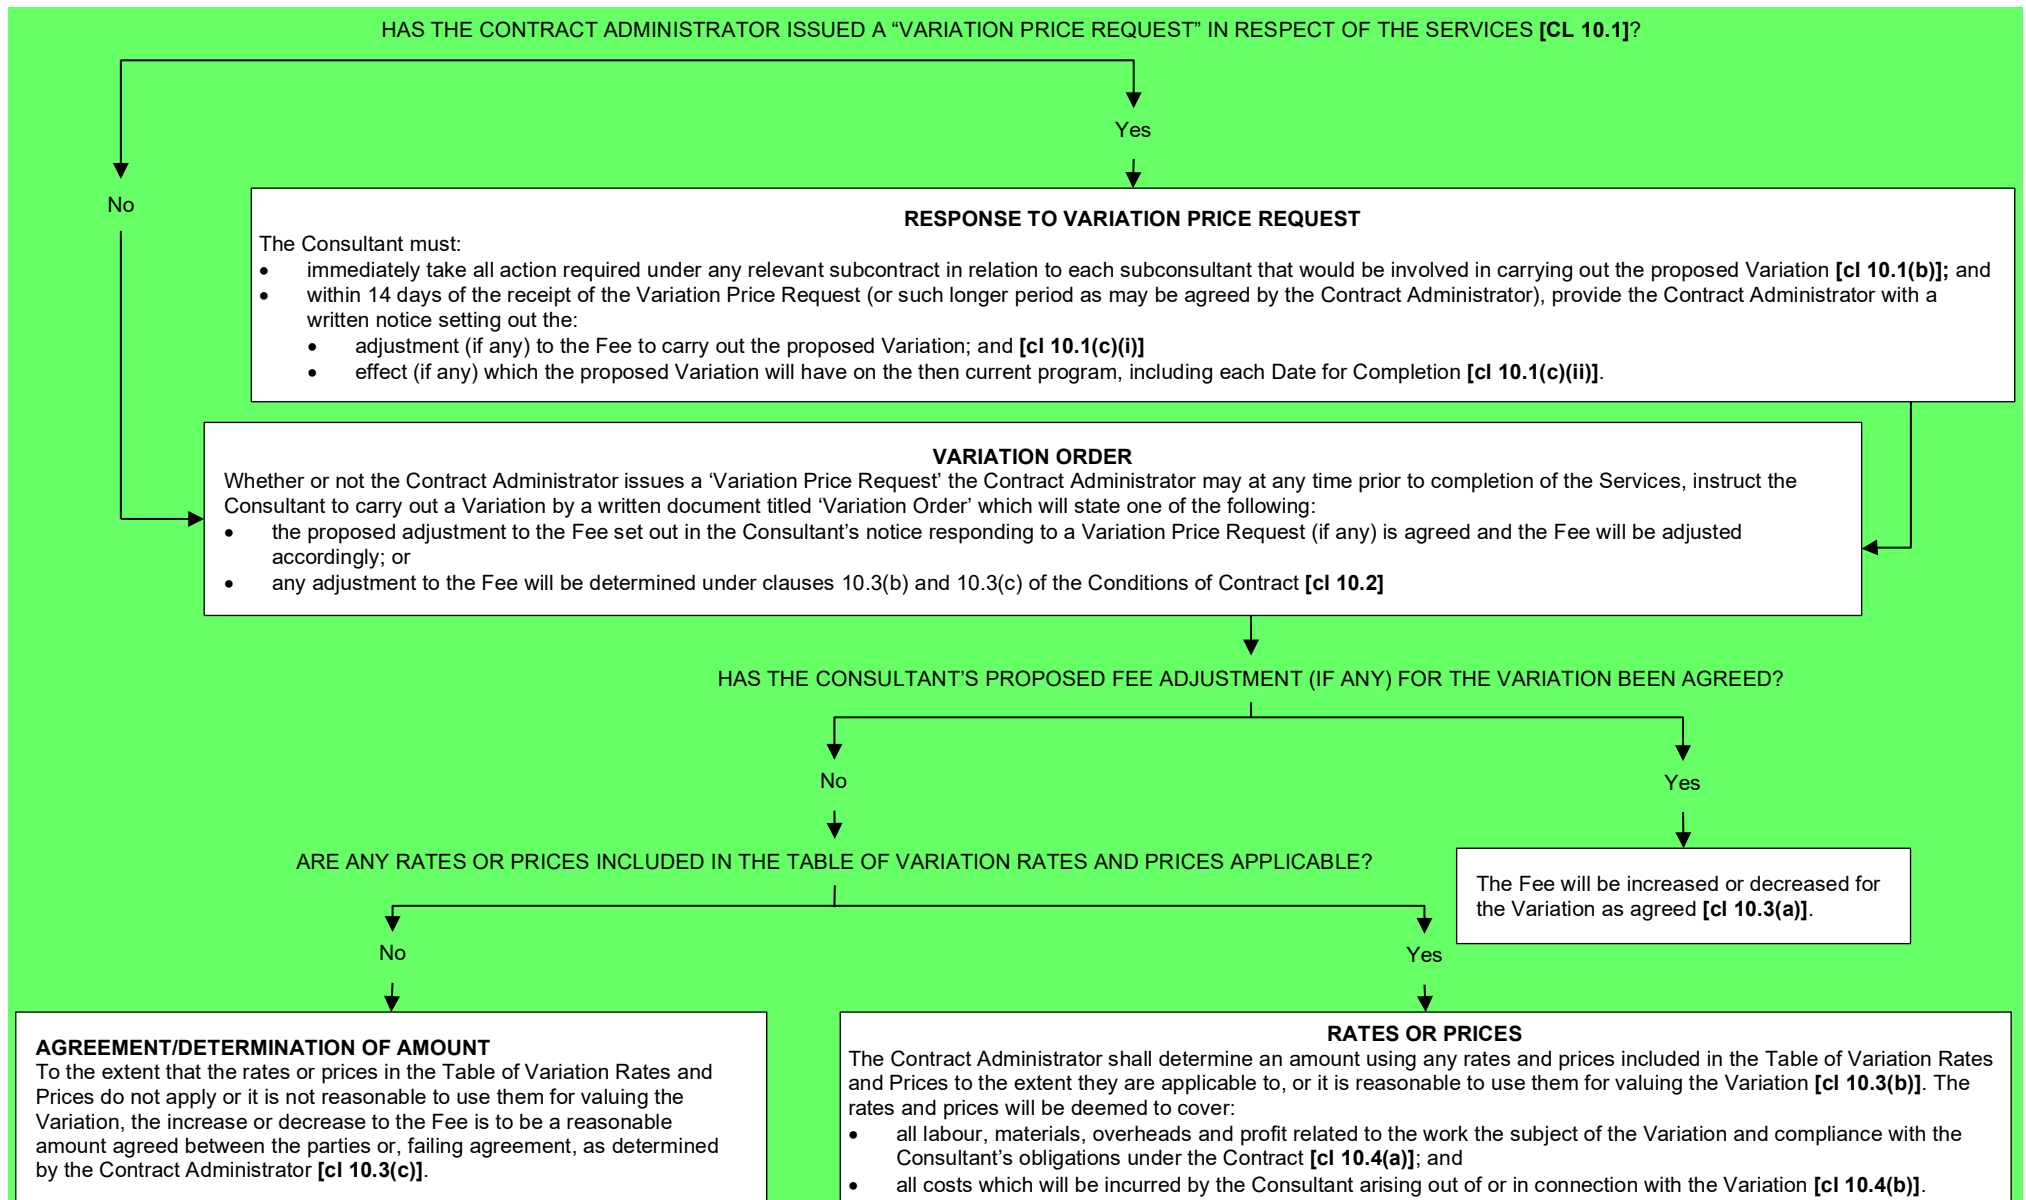 HAS THE CONTRACT ADMINISTRATOR ISSUED A “VARIATION PRICE REQUEST” IN RESPECT OF THE SERVICES [CL 10.1]?
Yes
No
RESPONSE TO VARIATION PRICE REQUEST
The Consultant must:
• immediately take all action required under any relevant subcontract in relation to each subconsultant that would be involved in carrying out the proposed Variation [cl 10.1(b)]; and
• within 14 days of the receipt of the Variation Price Request (or such longer period as may be agreed by the Contract Administrator), provide the Contract Administrator with a
written notice setting out the:
• adjustment (if any) to the Fee to carry out the proposed Variation; and [cl 10.1(c)(i)]
• effect (if any) which the proposed Variation will have on the then current program, including each Date for Completion [cl 10.1(c)(ii)].
VARIATION ORDER
Whether or not the Contract Administrator issues a ‘Variation Price Request’ the Contract Administrator may at any time prior to completion of the Services, instruct the
Consultant to carry out a Variation by a written document titled ‘Variation Order’ which will state one of the following:
• the proposed adjustment to the Fee set out in the Consultant’s notice responding to a Variation Price Request (if any) is agreed and the Fee will be adjusted
accordingly; or
• any adjustment to the Fee will be determined under clauses 10.3(b) and 10.3(c) of the Conditions of Contract [cl 10.2]
HAS THE CONSULTANT’S PROPOSED FEE ADJUSTMENT (IF ANY) FOR THE VARIATION BEEN AGREED?
No
Yes
ARE ANY RATES OR PRICES INCLUDED IN THE TABLE OF VARIATION RATES AND PRICES APPLICABLE?
The Fee will be increased or decreased for
the Variation as agreed [cl 10.3(a)].
No
Yes
AGREEMENT/DETERMINATION OF AMOUNT
To the extent that the rates or prices in the Table of Variation Rates and
Prices do not apply or it is not reasonable to use them for valuing the
Variation, the increase or decrease to the Fee is to be a reasonable
amount agreed between the parties or, failing agreement, as determined
by the Contract Administrator [cl 10.3(c)].
RATES OR PRICES
The Contract Administrator shall determine an amount using any rates and prices included in the Table of Variation Rates
and Prices to the extent they are applicable to, or it is reasonable to use them for valuing the Variation [cl 10.3(b)]. The
rates and prices will be deemed to cover:
• all labour, materials, overheads and profit related to the work the subject of the Variation and compliance with the
Consultant’s obligations under the Contract [cl 10.4(a)]; and
• all costs which will be incurred by the Consultant arising out of or in connection with the Variation [cl 10.4(b)].